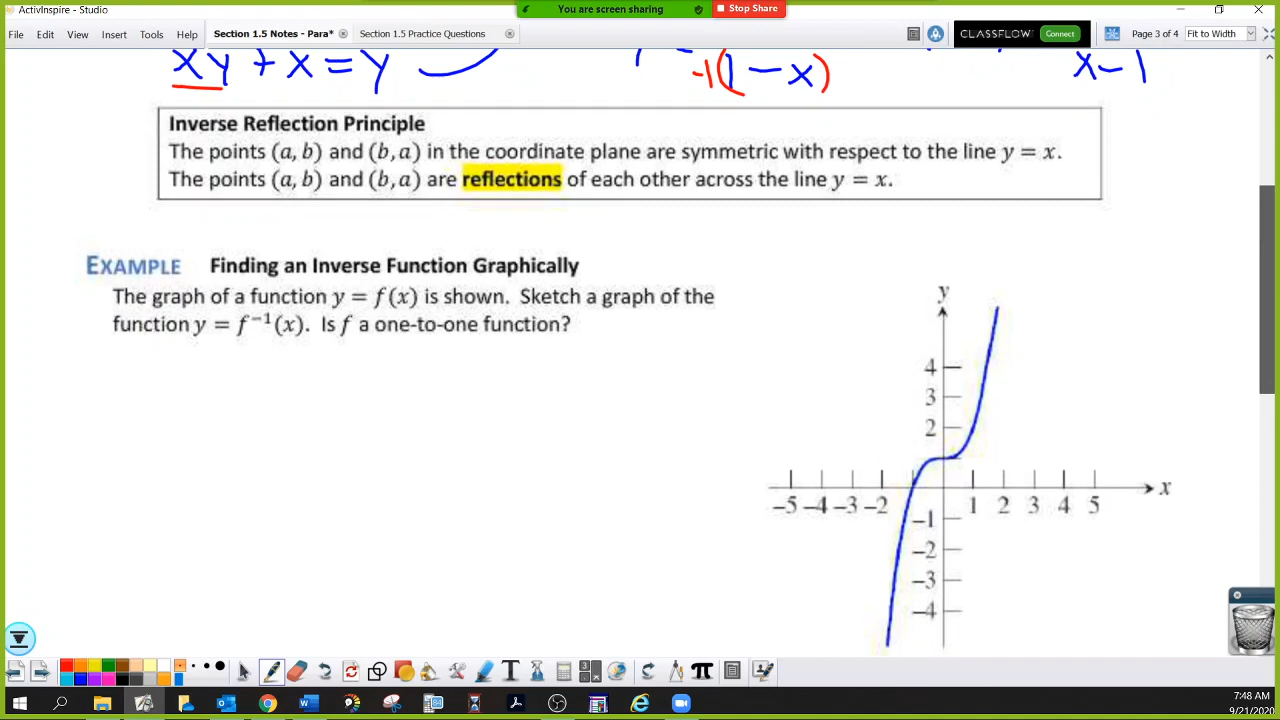 ActivInspire - Studio
You are screen sharing
Stop Share
File Edit View Insert Tools Help
Section 1.5 Notes - Para*
Section 1.5 Practice Questions
CLASSFLOW Connect
Page 3 of 4
Fit to Width
xy + x = y
-1(1 - x)
x - 1
Inverse Reflection Principle
The points (a, b) and (b, a) in the coordinate plane are symmetric with respect to the line y = x.
The points (a, b) and (b, a) are reflections of each other across the line y = x.
EXAMPLE Finding an Inverse Function Graphically
The graph of a function y = f(x) is shown. Sketch a graph of the
function y = f⁻¹(x). Is f a one-to-one function?
y
4
3
2
-5 -4 -3 -2 1 2 3 4 5 x
-1
-2
-3
-4
7:48 AM
9/21/2020